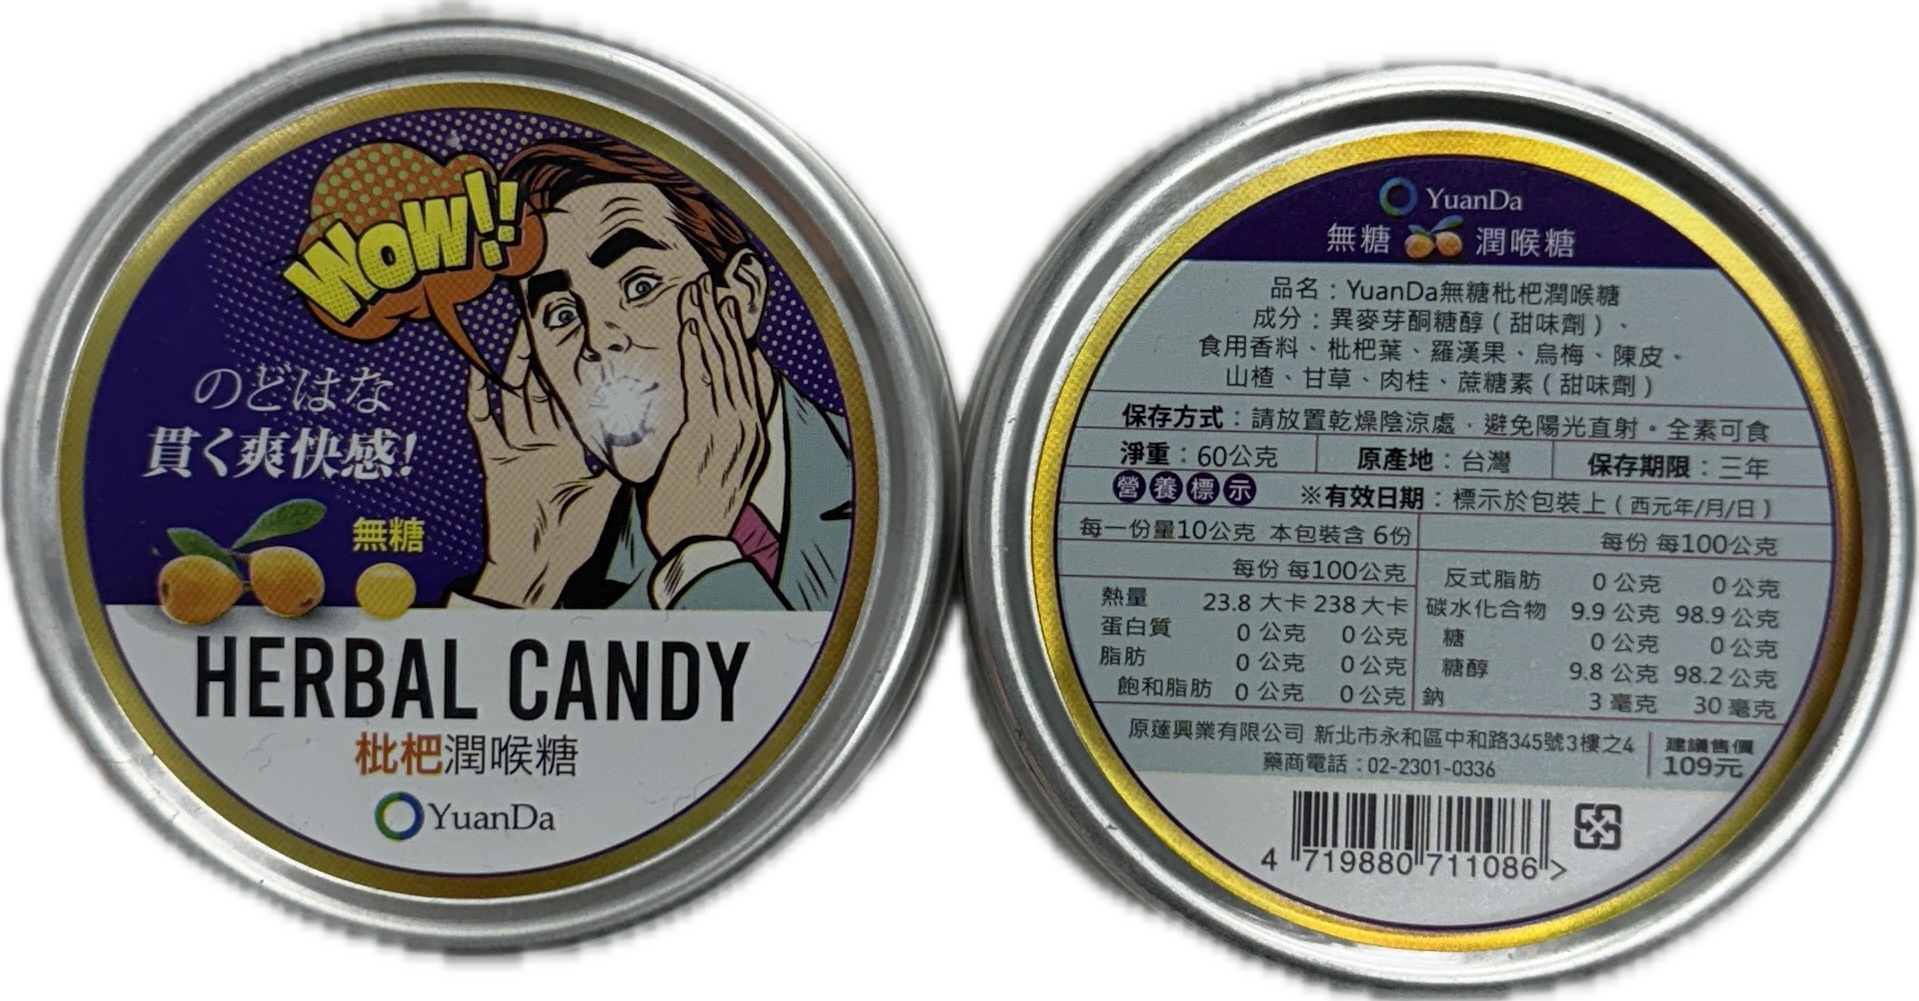 WOW!!
のどはな
貫く爽快感!
無糖
HERBAL CANDY
枇杷潤喉糖
YuanDa
YuanDa
無糖 潤喉糖
品名：YuanDa無糖枇杷潤喉糖
成分：異麥芽酮糖醇（甜味劑）、
食用香料、枇杷葉、羅漢果、烏梅、陳皮、
山楂、甘草、肉桂、蔗糖素（甜味劑）
保存方式：請放置乾燥陰涼處，避免陽光直射。全素可食
淨重：60公克 原產地：台灣 保存期限：三年
營養標示 ※有效日期：標示於包裝上（西元年/月/日）
每一份量10公克 本包裝含 6份
每份 每100公克
熱量 23.8 大卡 238 大卡
蛋白質 0 公克 0公克
脂肪 0 公克 0公克
飽和脂肪 0 公克 0公克
每份 每100公克
反式脂肪 0 公克 0公克
碳水化合物 9.9 公克 98.9公克
糖 0 公克 0公克
糖醇 9.8 公克 98.2公克
鈉 3 毫克 30毫克
原蓮興業有限公司 新北市永和區中和路345號3樓之4
藥商電話：02-2301-0336
建議售價
109元
4 719880 711086 >